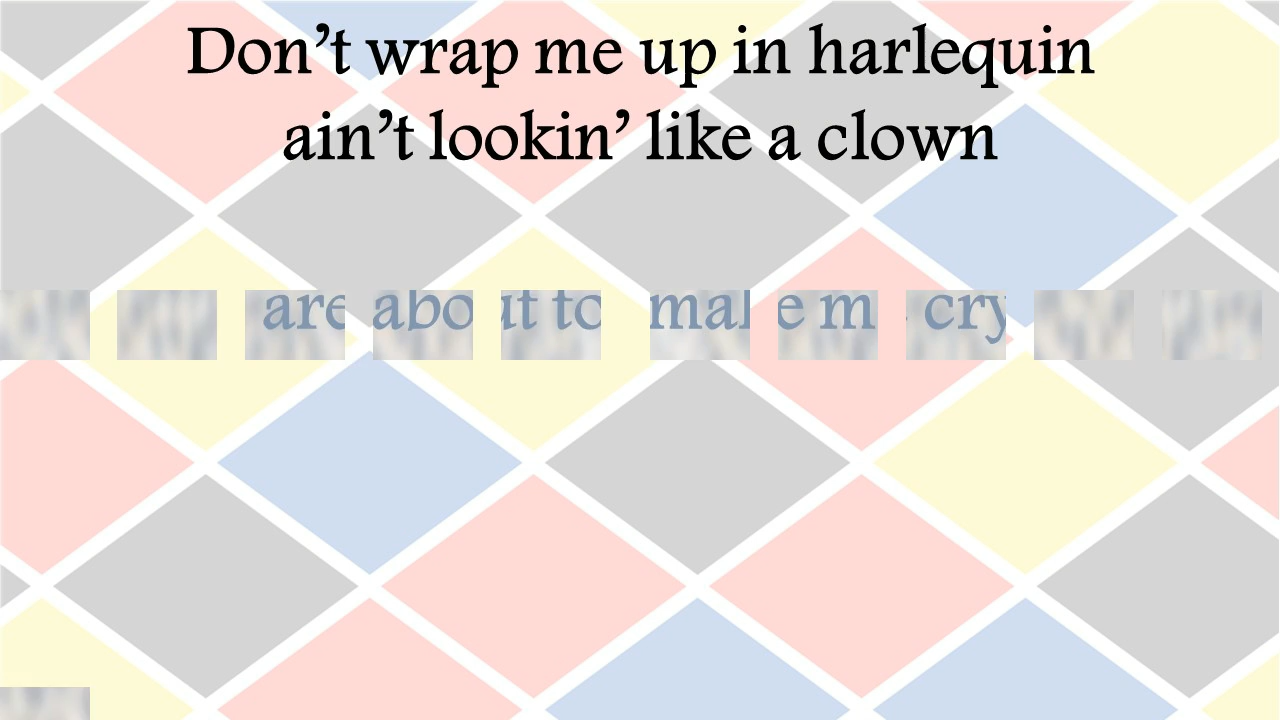 Don’t wrap me up in harlequin
ain’t lookin’ like a clown
are about to make me cry